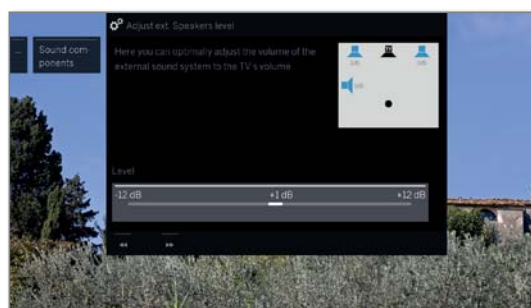 Adjust ext. Speakers level
...
Sound com-
ponents
Here you can optimally adjust the volume of the
external sound system to the TV's volume.
TV
Level
-12 dB +1 dB +12 dB